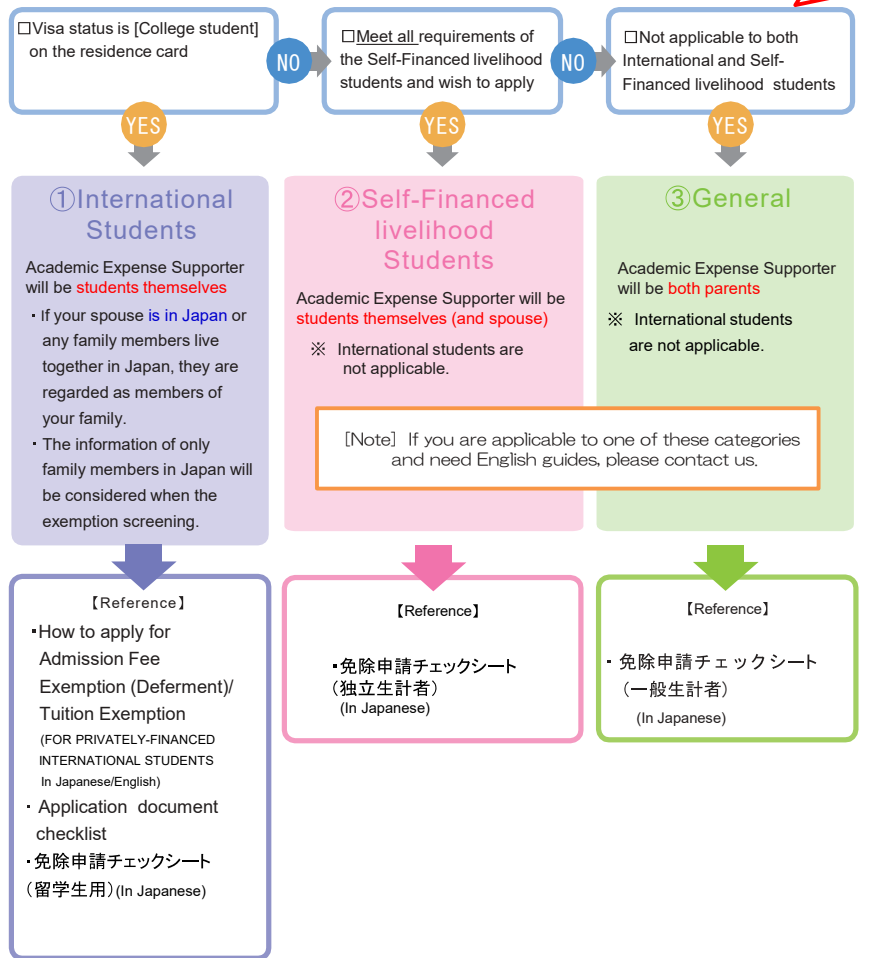 □Visa status is [College student]
on the residence card
NO
□Meet all requirements of
the Self-Financed livelihood
students and wish to apply
NO
□Not applicable to both
International and Self-
Financed livelihood students
YES
YES
YES
①International
Students
Academic Expense Supporter
will be students themselves
・If your spouse is in Japan or
any family members live
together in Japan, they are
regarded as members of
your family.
・The information of only
family members in Japan will
be considered when the
exemption screening.
②Self-Financed
livelihood
Students
Academic Expense Supporter will be
students themselves (and spouse)
※ International students are
not applicable.
③General
Academic Expense Supporter
will be both parents
※ International students
are not applicable.
[Note] If you are applicable to one of these categories
and need English guides, please contact us.
【Reference】
・How to apply for
Admission Fee
Exemption (Deferment)/
Tuition Exemption
(FOR PRIVATELY-FINANCED
INTERNATIONAL STUDENTS
In Japanese/English)
・Application document
checklist
・免除申請チェックシート
（留学生用）(In Japanese)
【Reference】
・免除申請チェックシート
（独立生計者）
(In Japanese)
【Reference】
・免除申請チェックシート
（一般生計者）
(In Japanese)